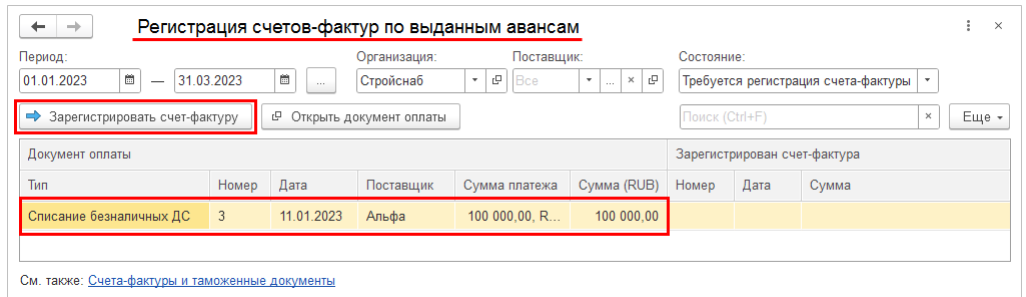 Регистрация счетов-фактур по выданным авансам
Период: Организация: Поставщик: Состояние:
01.01.2023 — 31.03.2023 ... Стройснаб Все ... Требуется регистрация счета-фактуры
Зарегистрировать счет-фактуру Открыть документ оплаты Поиск (Ctrl+F) Еще
Документ оплаты Зарегистрирован счет-фактура
Тип Номер Дата Поставщик Сумма платежа Сумма (RUB) Номер Дата Сумма
Списание безналичных ДС 3 11.01.2023 Альфа 100 000,00, R... 100 000,00
См. также: Счета-фактуры и таможенные документы